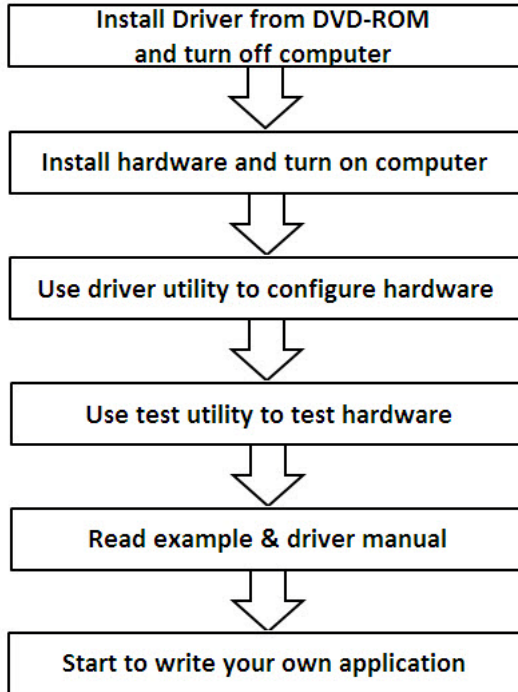 Install Driver from DVD-ROM
and turn off computer
Install hardware and turn on computer
Use driver utility to configure hardware
Use test utility to test hardware
Read example & driver manual
Start to write your own application